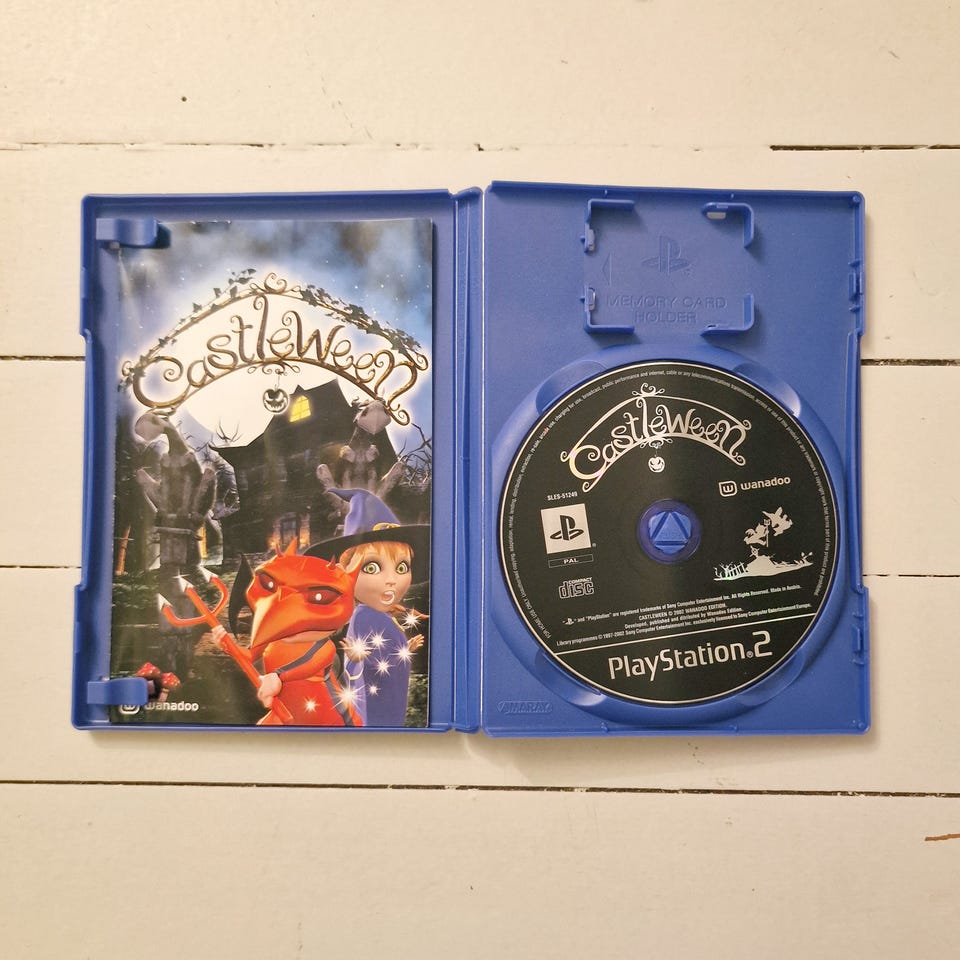 CastleWeen
wanadoo
MEMORY CARD
HOLDER
AMARAY
CastleWeen
wanadoo
SLES-51249
PAL
COMPACT
disc
"PlayStation" are registered trademarks of Sony Computer Entertainment Inc. All Rights Reserved. Made in Austria.
CASTLEWEEN © 2002 WANADOO EDITION.
Developed, published and distributed by Wanadoo Edition.
Library programmes © 1997-2002 Sony Computer Entertainment Inc. exclusively licensed to Sony Computer Entertainment Europe.
PlayStation®2